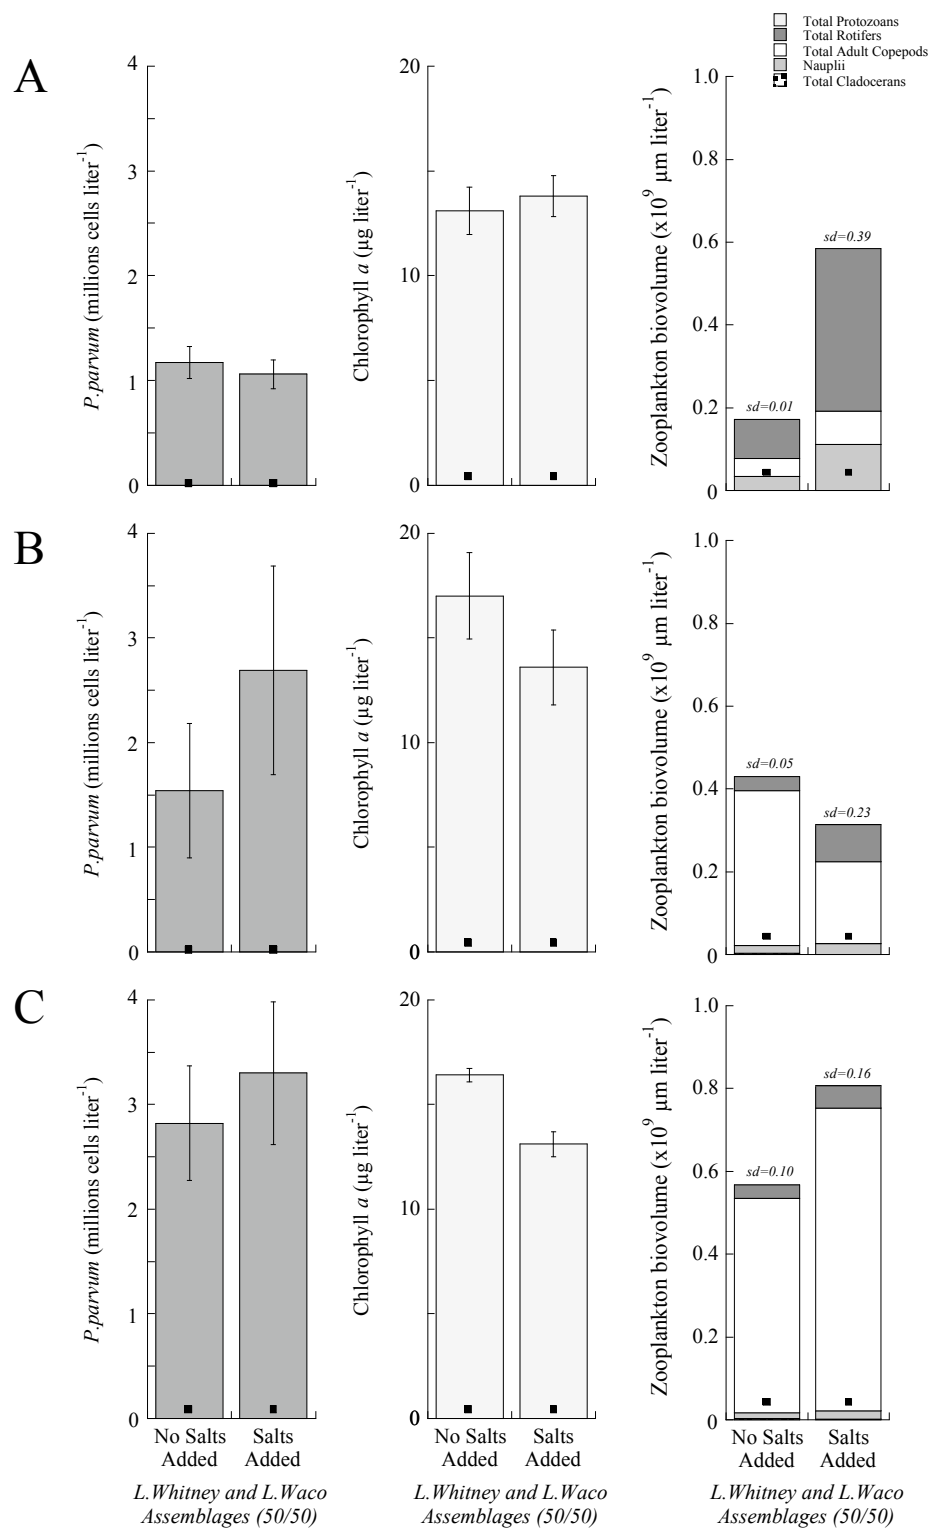 Total Protozoans
Total Rotifers
Total Adult Copepods
Nauplii
Total Cladocerans
A
P.parvum (millions cells liter⁻¹)
4
3
2
1
0
Chlorophyll a (µg liter⁻¹)
20
10
0
Zooplankton biovolume (x10⁹ µm liter⁻¹)
1.0
0.8
0.6
0.4
0.2
0
sd=0.01
sd=0.39
B
P.parvum (millions cells liter⁻¹)
4
3
2
1
0
Chlorophyll a (µg liter⁻¹)
20
10
0
Zooplankton biovolume (x10⁹ µm liter⁻¹)
1.0
0.8
0.6
0.4
0.2
0
sd=0.05
sd=0.23
C
P.parvum (millions cells liter⁻¹)
4
3
2
1
0
Chlorophyll a (µg liter⁻¹)
20
10
0
Zooplankton biovolume (x10⁹ µm liter⁻¹)
1.0
0.8
0.6
0.4
0.2
0
sd=0.10
sd=0.16
No Salts Added
Salts Added
L.Whitney and L.Waco
Assemblages (50/50)
No Salts Added
Salts Added
L.Whitney and L.Waco
Assemblages (50/50)
No Salts Added
Salts Added
L.Whitney and L.Waco
Assemblages (50/50)